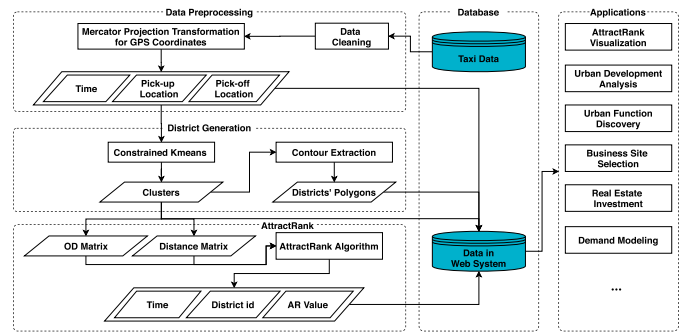 Data Preprocessing
Mercator Projection Transformation
for GPS Coordinates
Data
Cleaning
Time
Pick-up
Location
Pick-off
Location
District Generation
Constrained Kmeans
Contour Extraction
Clusters
Districts' Polygons
AttractRank
OD Matrix
Distance Matrix
AttractRank Algorithm
Time
District id
AR Value
Database
Taxi Data
Data in
Web System
Applications
AttractRank
Visualization
Urban Development
Analysis
Urban Function
Discovery
Business Site
Selection
Real Estate
Investment
Demand Modeling
...